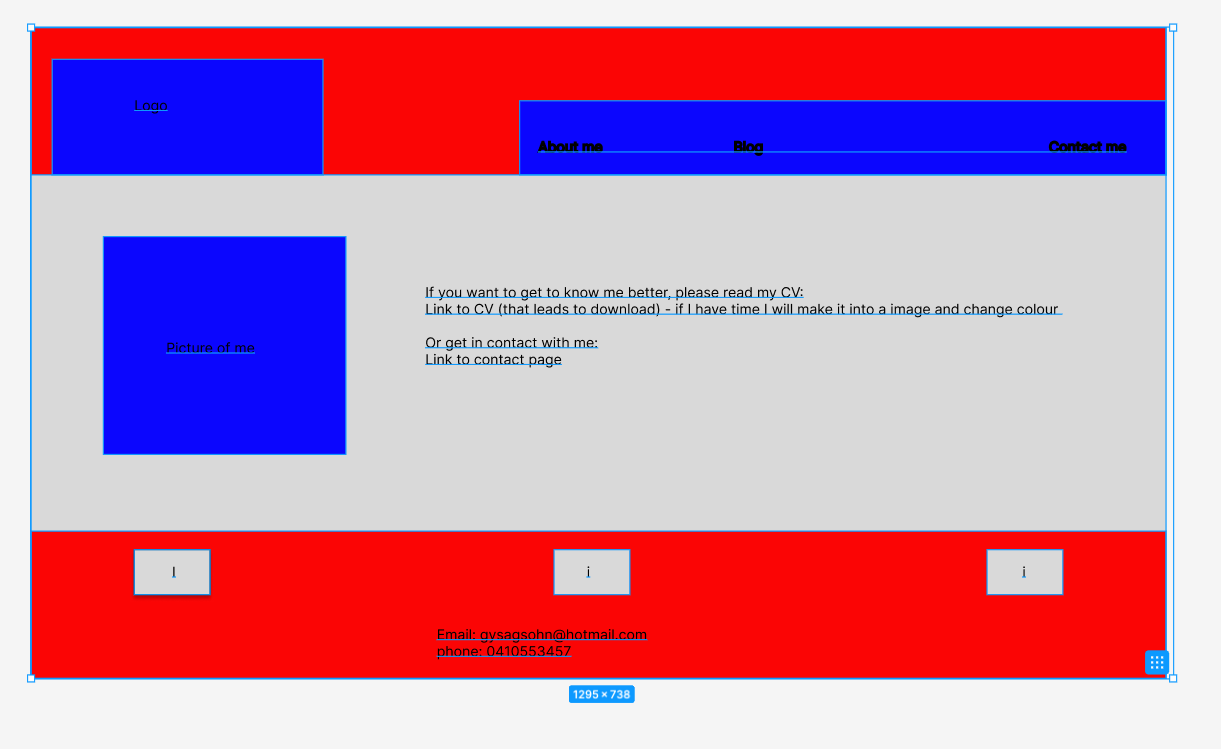 Logo
About me Blog Contact me
If you want to get to know me better, please read my CV:
Link to CV (that leads to download) - if I have time I will make it into a image and change colour
Picture of me
Or get in contact with me:
Link to contact page
I i i
Email: gysagsohn@hotmail.com
phone: 0410553457
1295 × 738